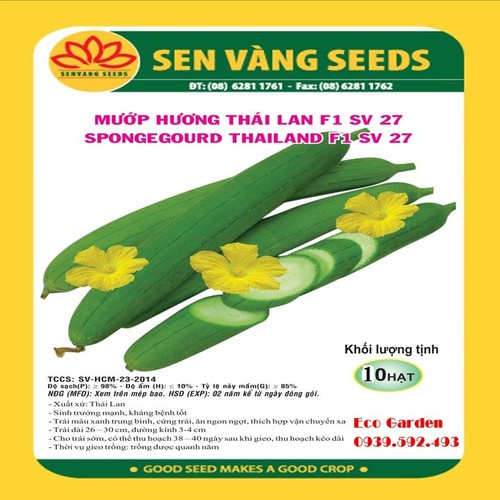 SENVANG SEEDS
SEN VÀNG SEEDS
ĐT: (08) 6281 1761 - Fax: (08) 6281 1762
MƯỚP HƯƠNG THÁI LAN F1 SV 27
SPONGEGOURD THAILAND F1 SV 27
Khối lượng tịnh
10 HẠT
TCCS: SV-HCM-23-2014
Độ sạch(P): ≥ 98% - Độ ẩm (H): ≤ 10% - Tỷ lệ nảy mầm(G): ≥ 85%
NĐG (MFD): Xem trên mép bao. HSD (EXP): 02 năm kể từ ngày đóng gói.
- Xuất xứ: Thái Lan
- Sinh trưởng mạnh, kháng bệnh tốt
- Trái màu xanh trung bình, cứng trái, ăn ngon ngọt, thích hợp vận chuyển xa
- Trái dài 26 – 30 cm, đường kính 3-4 cm
- Cho trái sớm, có thể thu hoạch 38 – 40 ngày sau khi gieo, thu hoạch kéo dài
- Thời vụ gieo trồng: trồng được quanh năm
Eco Garden
0939.592.493
• GOOD SEED MAKES A GOOD CROP •